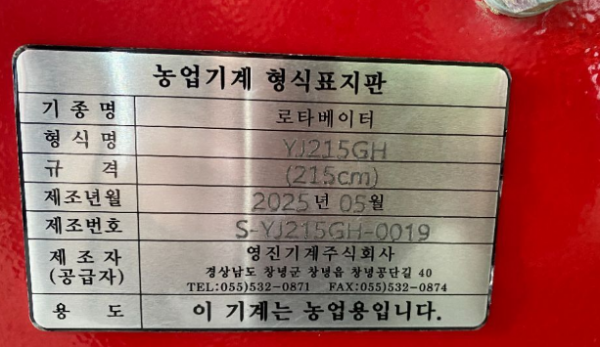 농업기계 형식표지판
기종명 로타베이터
형식명 YJ215GH
규격 (215cm)
제조년월 2025년 05월
제조번호 S-YJ215GH-0019
제조자 영진기계주식회사
(공급자) 경상남도 창녕군 창녕읍 창녕공단길 40
TEL:055)532-0871 FAX:055)532-0874
용도 이 기계는 농업용입니다.